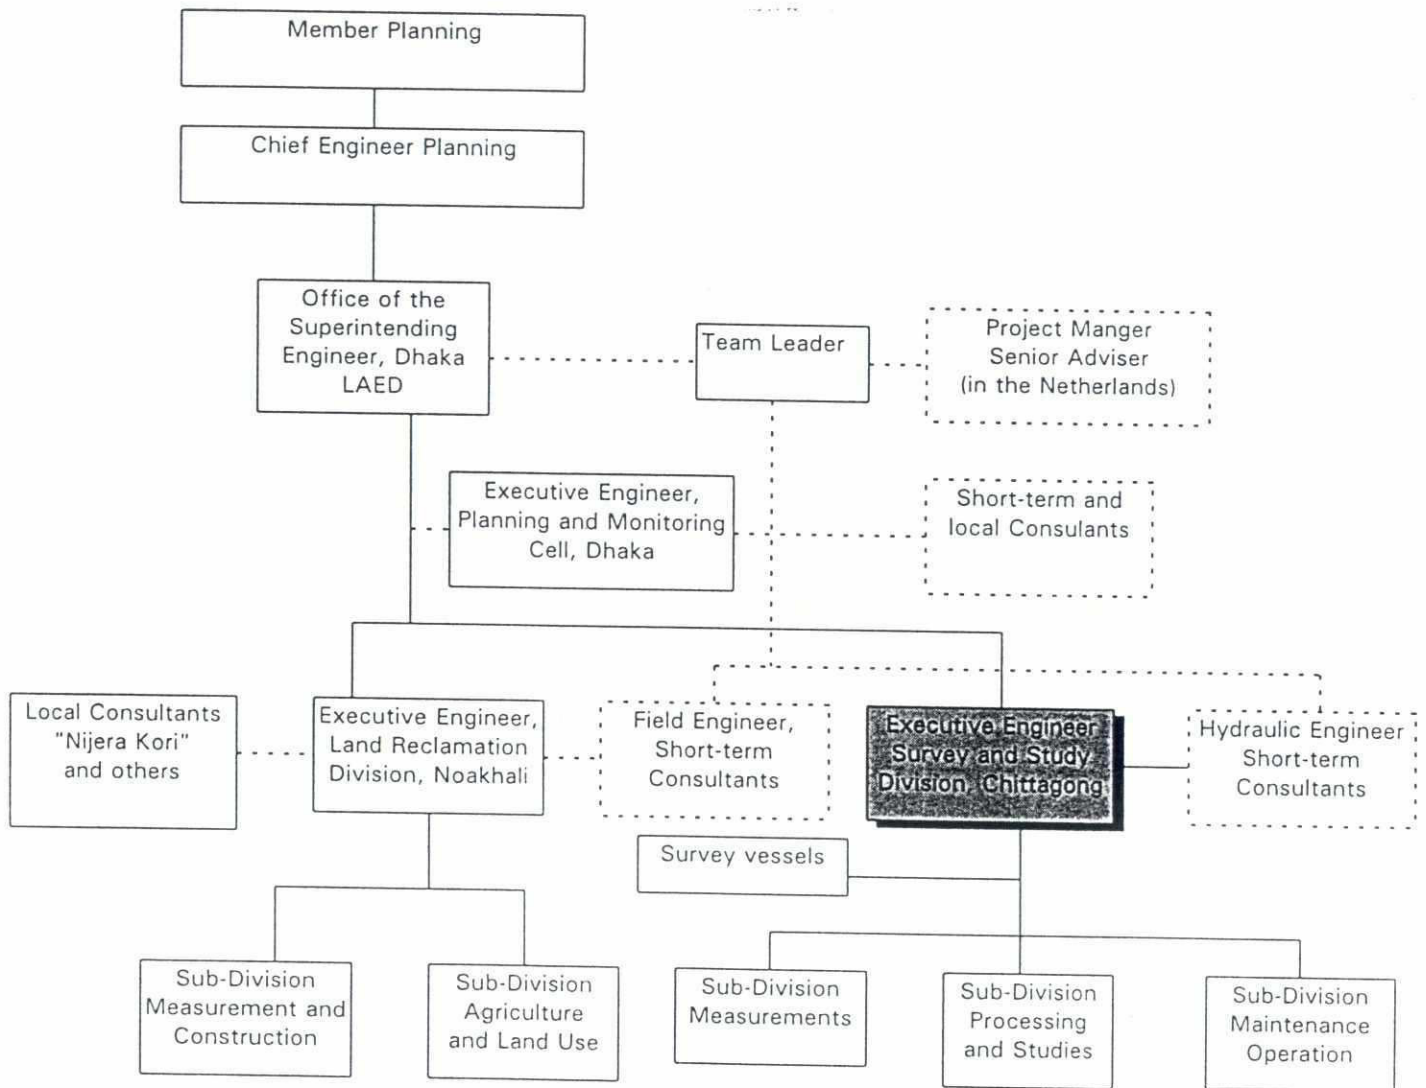 Member Planning
Chief Engineer Planning
Office of the
Superintending
Engineer, Dhaka
LAED
Team Leader
Project Manger
Senior Adviser
(in the Netherlands)
Executive Engineer,
Planning and Monitoring
Cell, Dhaka
Short-term and
local Consulants
Local Consultants
"Nijera Kori"
and others
Executive Engineer,
Land Reclamation
Division, Noakhali
Field Engineer,
Short-term
Consultants
Executive Engineer
Survey and Study
Division, Chittagong
Hydraulic Engineer
Short-term
Consultants
Survey vessels
Sub-Division
Measurement and
Construction
Sub-Division
Agriculture
and Land Use
Sub-Division
Measurements
Sub-Division
Processing
and Studies
Sub-Division
Maintenance
Operation